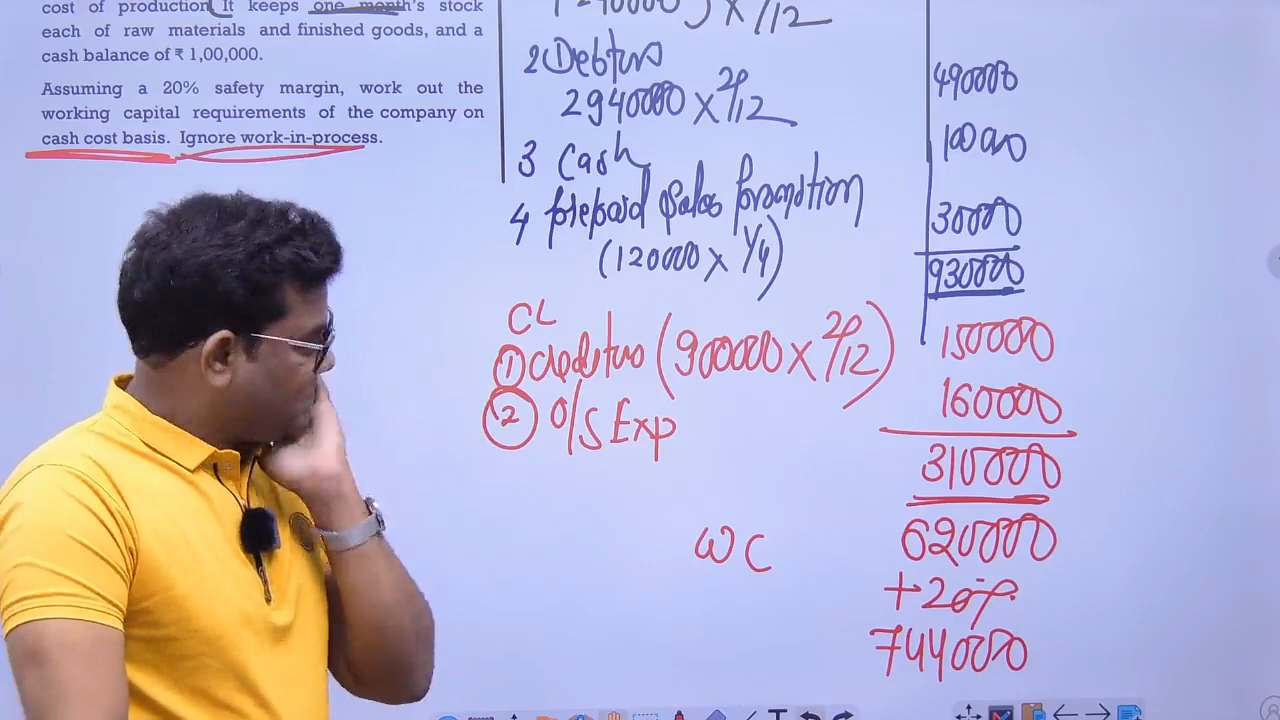 cost of production. It keeps one month's stock
each of raw materials and finished goods, and a
cash balance of ₹ 1,00,000.
Assuming a 20% safety margin, work out the
working capital requirements of the company on
cash cost basis. Ignore work-in-process.
X 1/12
2 Debtors
2940000 X 2/12 490000
3 Cash 100000
4 prepaid Sales promotion
(120000 X 1/4) 30000
930000
CL
① Creditors (900000 X 2/12) 150000
② O/S Exp 160000
310000
WC 620000
+20%
744000